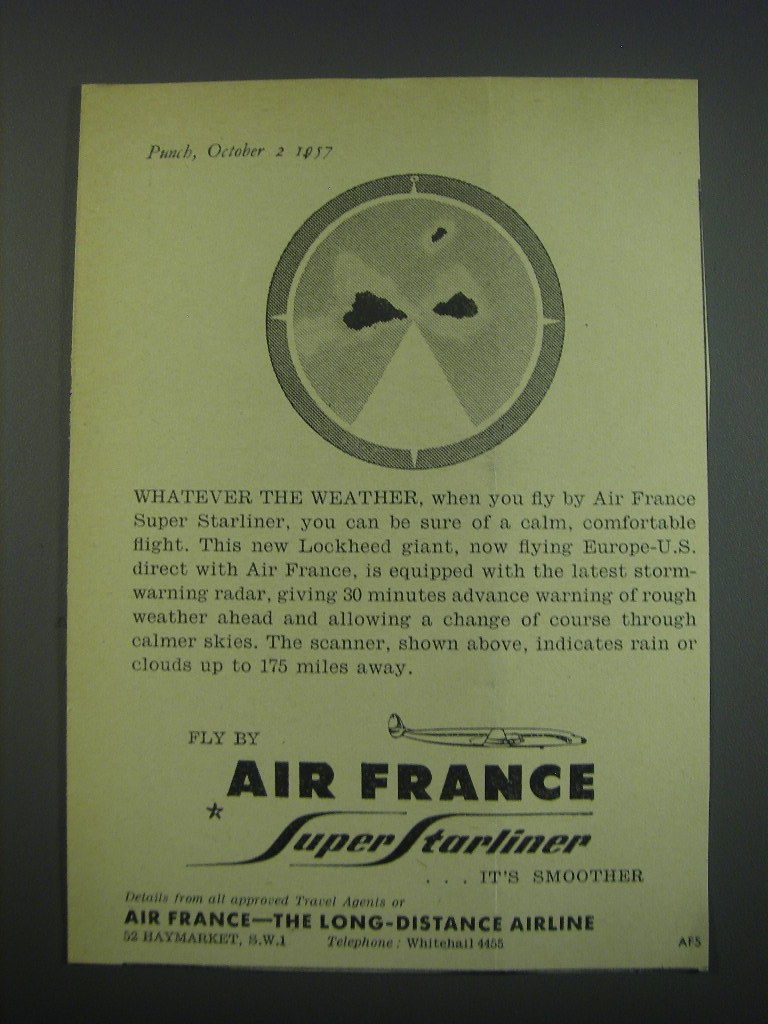 Punch, October 2 1957
WHATEVER THE WEATHER, when you fly by Air France
Super Starliner, you can be sure of a calm, comfortable
flight. This new Lockheed giant, now flying Europe-U.S.
direct with Air France, is equipped with the latest storm-
warning radar, giving 30 minutes advance warning of rough
weather ahead and allowing a change of course through
calmer skies. The scanner, shown above, indicates rain or
clouds up to 175 miles away.
FLY BY
AIR FRANCE
Super Starliner
. . . IT'S SMOOTHER
Details from all approved Travel Agents or
AIR FRANCE—THE LONG-DISTANCE AIRLINE
52 HAYMARKET, S.W.1 Telephone : Whitehall 4455
AF5